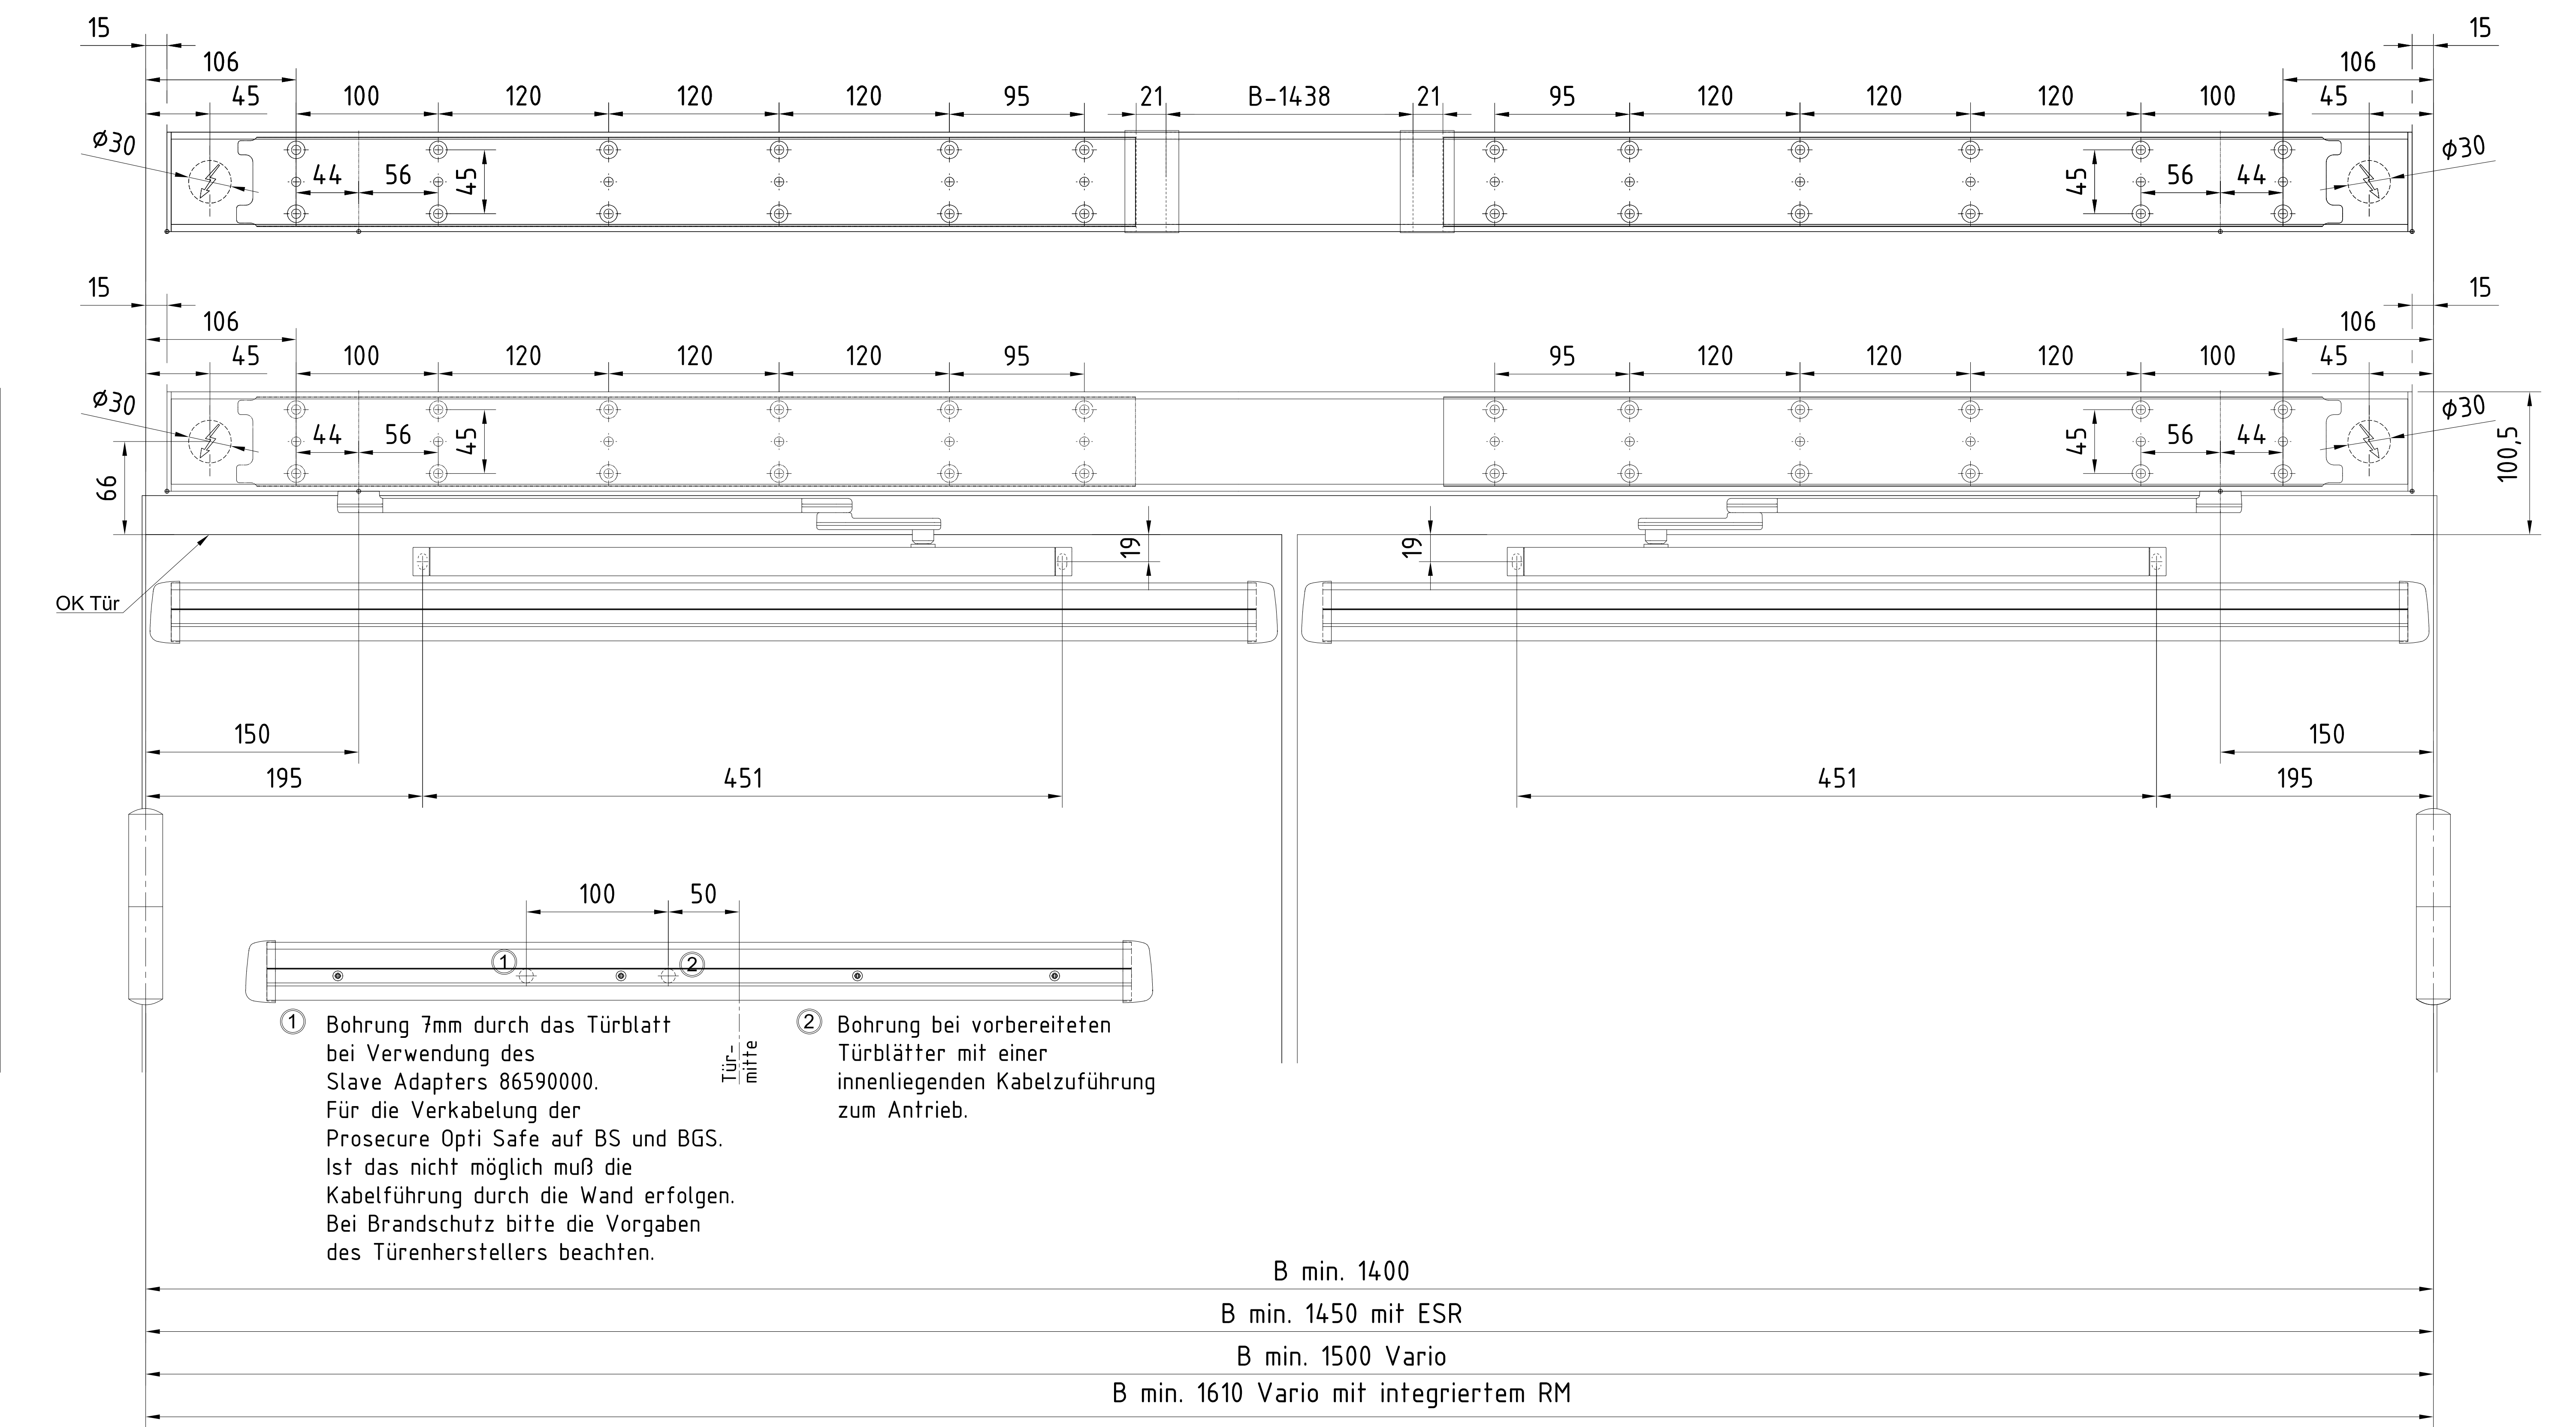 15 15
106 106
45 100 120 120 120 95 21 B-1438 21 95 120 120 120 100 45
ϕ30 44 56 45 45 56 44 ϕ30
15 15
106 106
45 100 120 120 120 95 95 120 120 120 100 45
ϕ30 44 56 45 45 56 44 ϕ30
66 100,5
19 19
OK Tür
150 150
195 451 451 195
100 50
1 2
1 Bohrung 7mm durch das Türblatt
bei Verwendung des
Slave Adapters 86590000.
Für die Verkabelung der
Prosecure Opti Safe auf BS und BGS.
Ist das nicht möglich muß die
Kabelführung durch die Wand erfolgen.
Bei Brandschutz bitte die Vorgaben
des Türenherstellers beachten.
Tür-
mitte
2 Bohrung bei vorbereiteten
Türblätter mit einer
innenliegenden Kabelzuführung
zum Antrieb.
B min. 1400
B min. 1450 mit ESR
B min. 1500 Vario
B min. 1610 Vario mit integriertem RM